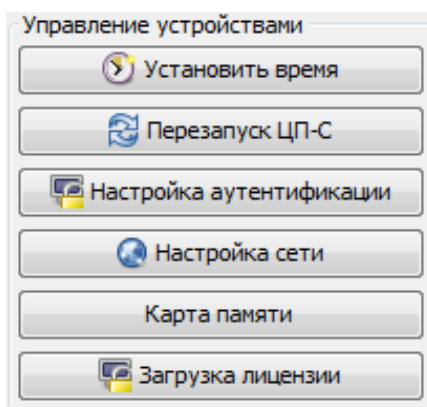 Управление устройствами
Установить время
Перезапуск ЦП-С
Настройка аутентификации
Настройка сети
Карта памяти
Загрузка лицензии